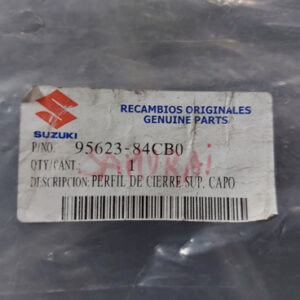 RECAMBIOS ORIGINALES
GENUINE PARTS
SUZUKI
P/NO. 95623-84CB0
QTY/CANT. 1
SAMURAI
DESCRIPCION: PERFIL DE CIERRE SUP. CAPO